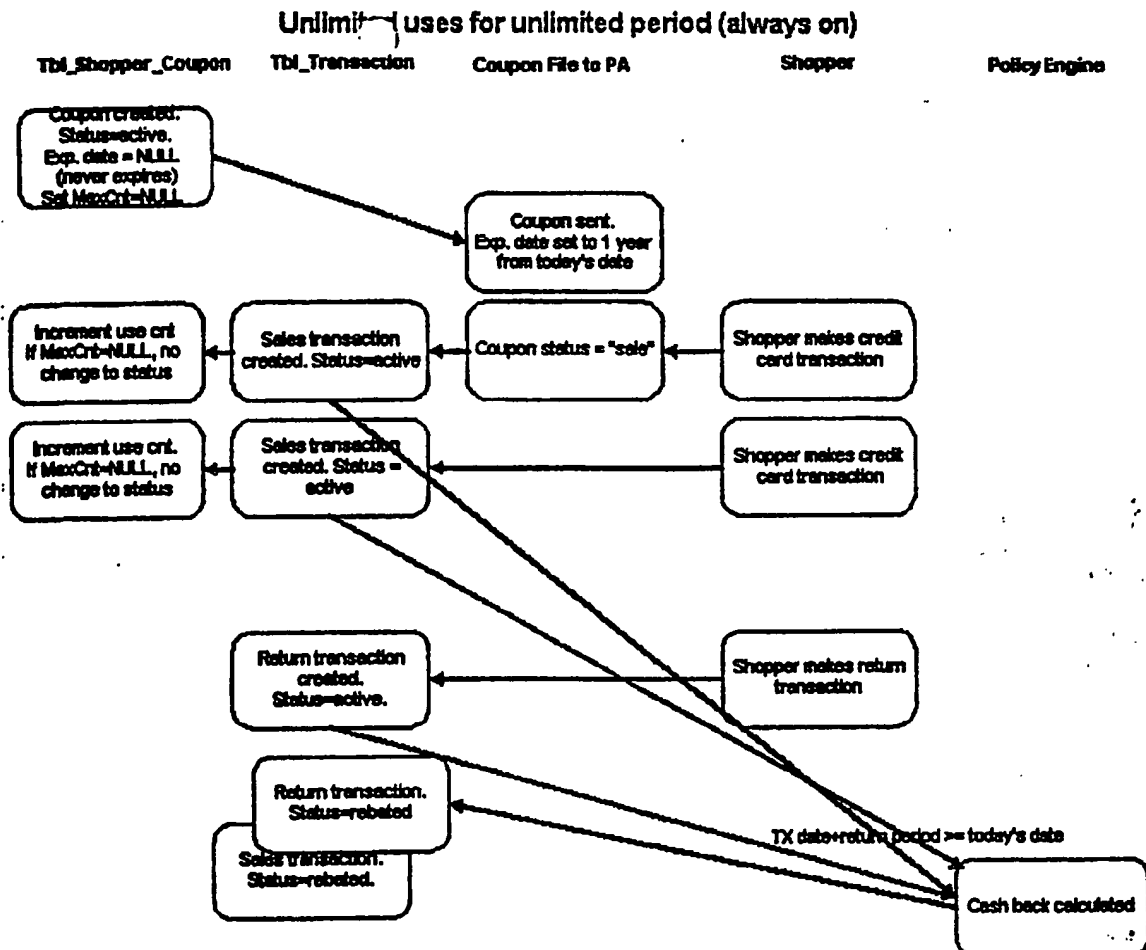 Unlimited uses for unlimited period (always on)
Tbl_Shopper_Coupon
Tbl_Transaction
Coupon File to PA
Shopper
Policy Engine
Coupon created.
Status=active.
Exp. date = NULL
(never expires)
Set MaxCnt=NULL
Coupon sent.
Exp. date set to 1 year
from today's date
Increment use cnt
If MaxCnt=NULL, no
change to status
Sales transaction
created. Status=active
Coupon status = "sale"
Shopper makes credit
card transaction
Increment use cnt.
If MaxCnt=NULL, no
change to status
Sales transaction
created. Status =
active
Shopper makes credit
card transaction
Return transaction
created.
Status=active.
Shopper makes return
transaction
Return transaction.
Status=rebated
TX date+return period >= today's date
Sales transaction.
Status=rebated.
Cash back calculated